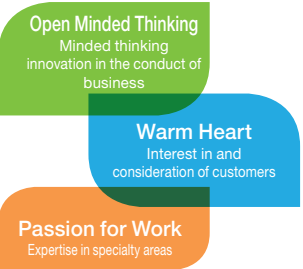 Open Minded Thinking
Minded thinking
innovation in the conduct of
business
Warm Heart
Interest in and
consideration of customers
Passion for Work
Expertise in specialty areas